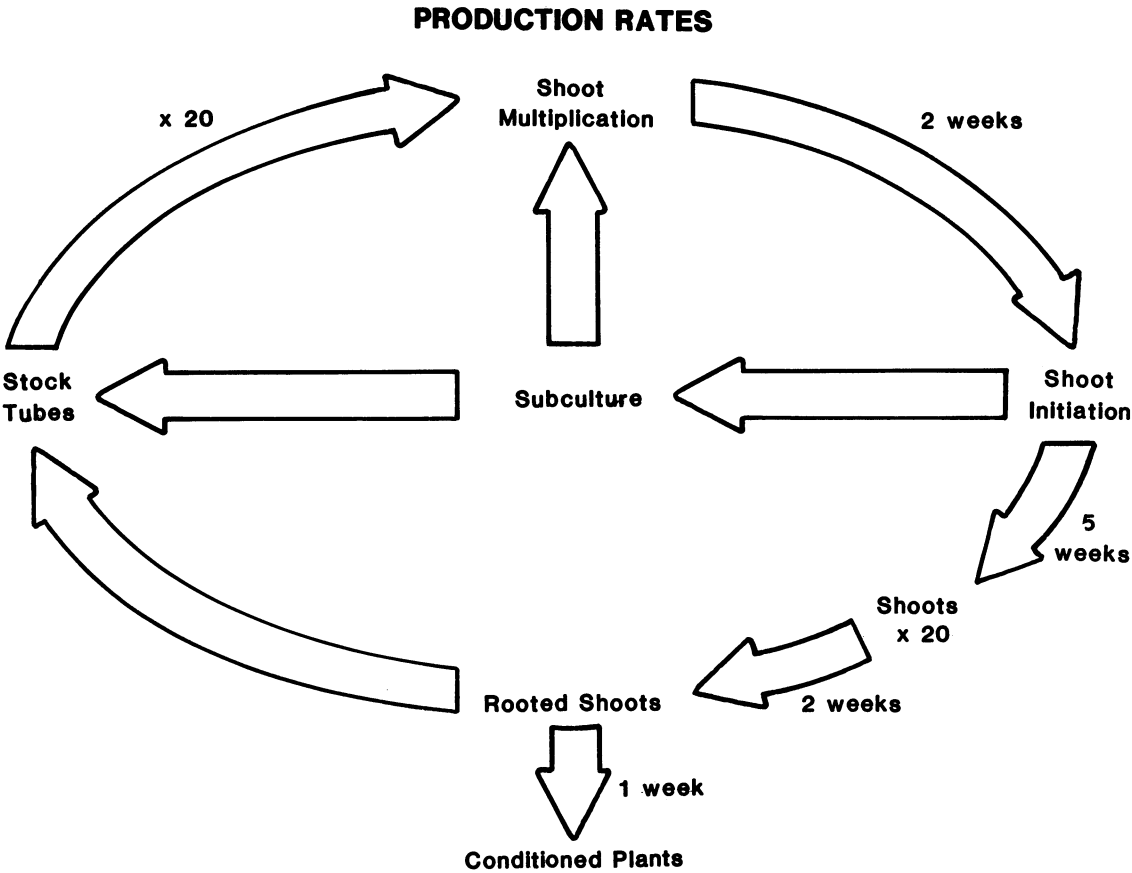 PRODUCTION RATES
Shoot
Multiplication
x 20
2 weeks
Stock
Tubes
Subculture
Shoot
Initiation
5
weeks
Shoots
x 20
2 weeks
Rooted Shoots
1 week
Conditioned Plants